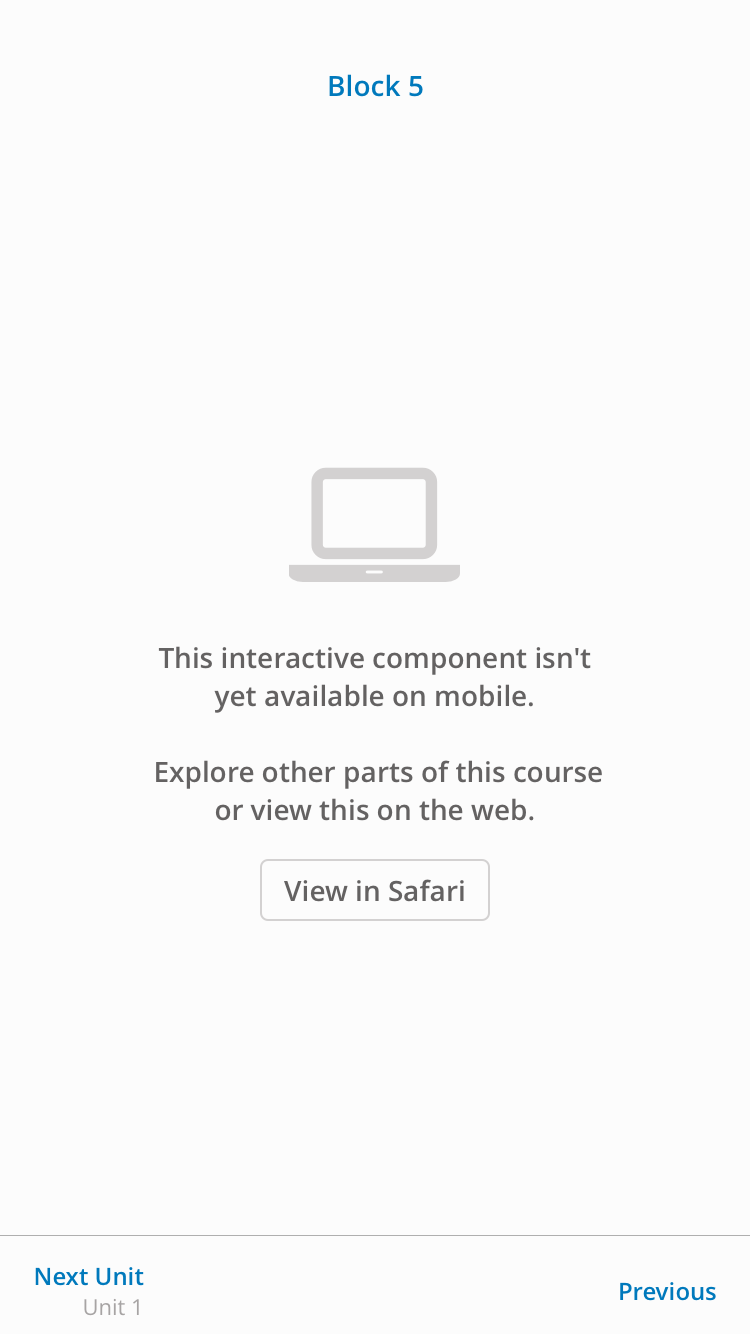 Block 5
This interactive component isn't
yet available on mobile.
Explore other parts of this course
or view this on the web.
View in Safari
Next Unit
Unit 1
Previous